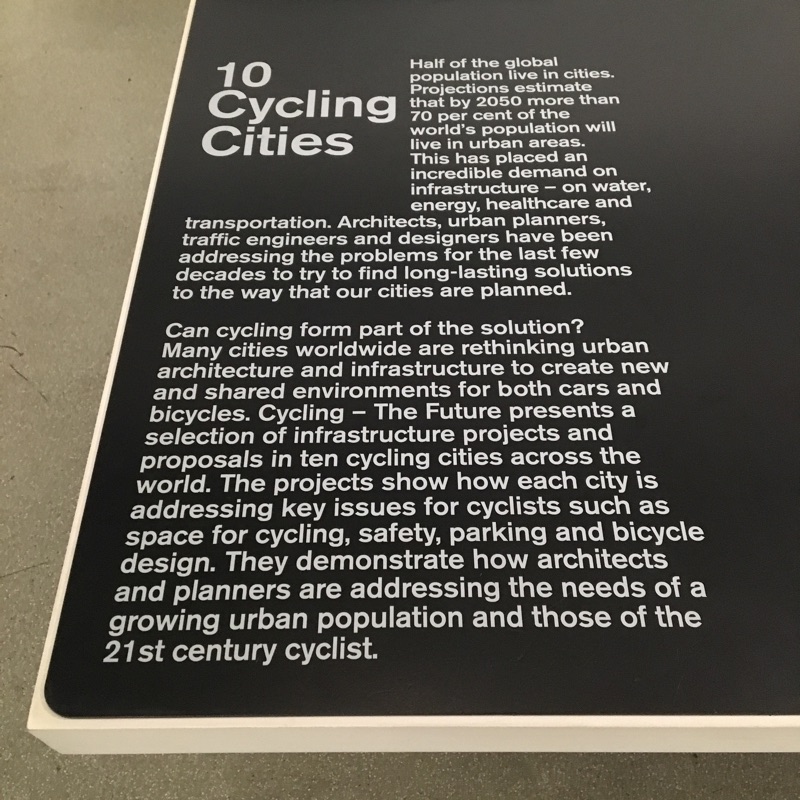 10
Cycling
Cities
Half of the global
population live in cities.
Projections estimate
that by 2050 more than
70 per cent of the
world's population will
live in urban areas.
This has placed an
incredible demand on
infrastructure – on water,
energy, healthcare and
transportation. Architects, urban planners,
traffic engineers and designers have been
addressing the problems for the last few
decades to try to find long-lasting solutions
to the way that our cities are planned.
Can cycling form part of the solution?
Many cities worldwide are rethinking urban
architecture and infrastructure to create new
and shared environments for both cars and
bicycles. Cycling – The Future presents a
selection of infrastructure projects and
proposals in ten cycling cities across the
world. The projects show how each city is
addressing key issues for cyclists such as
space for cycling, safety, parking and bicycle
design. They demonstrate how architects
and planners are addressing the needs of a
growing urban population and those of the
21st century cyclist.